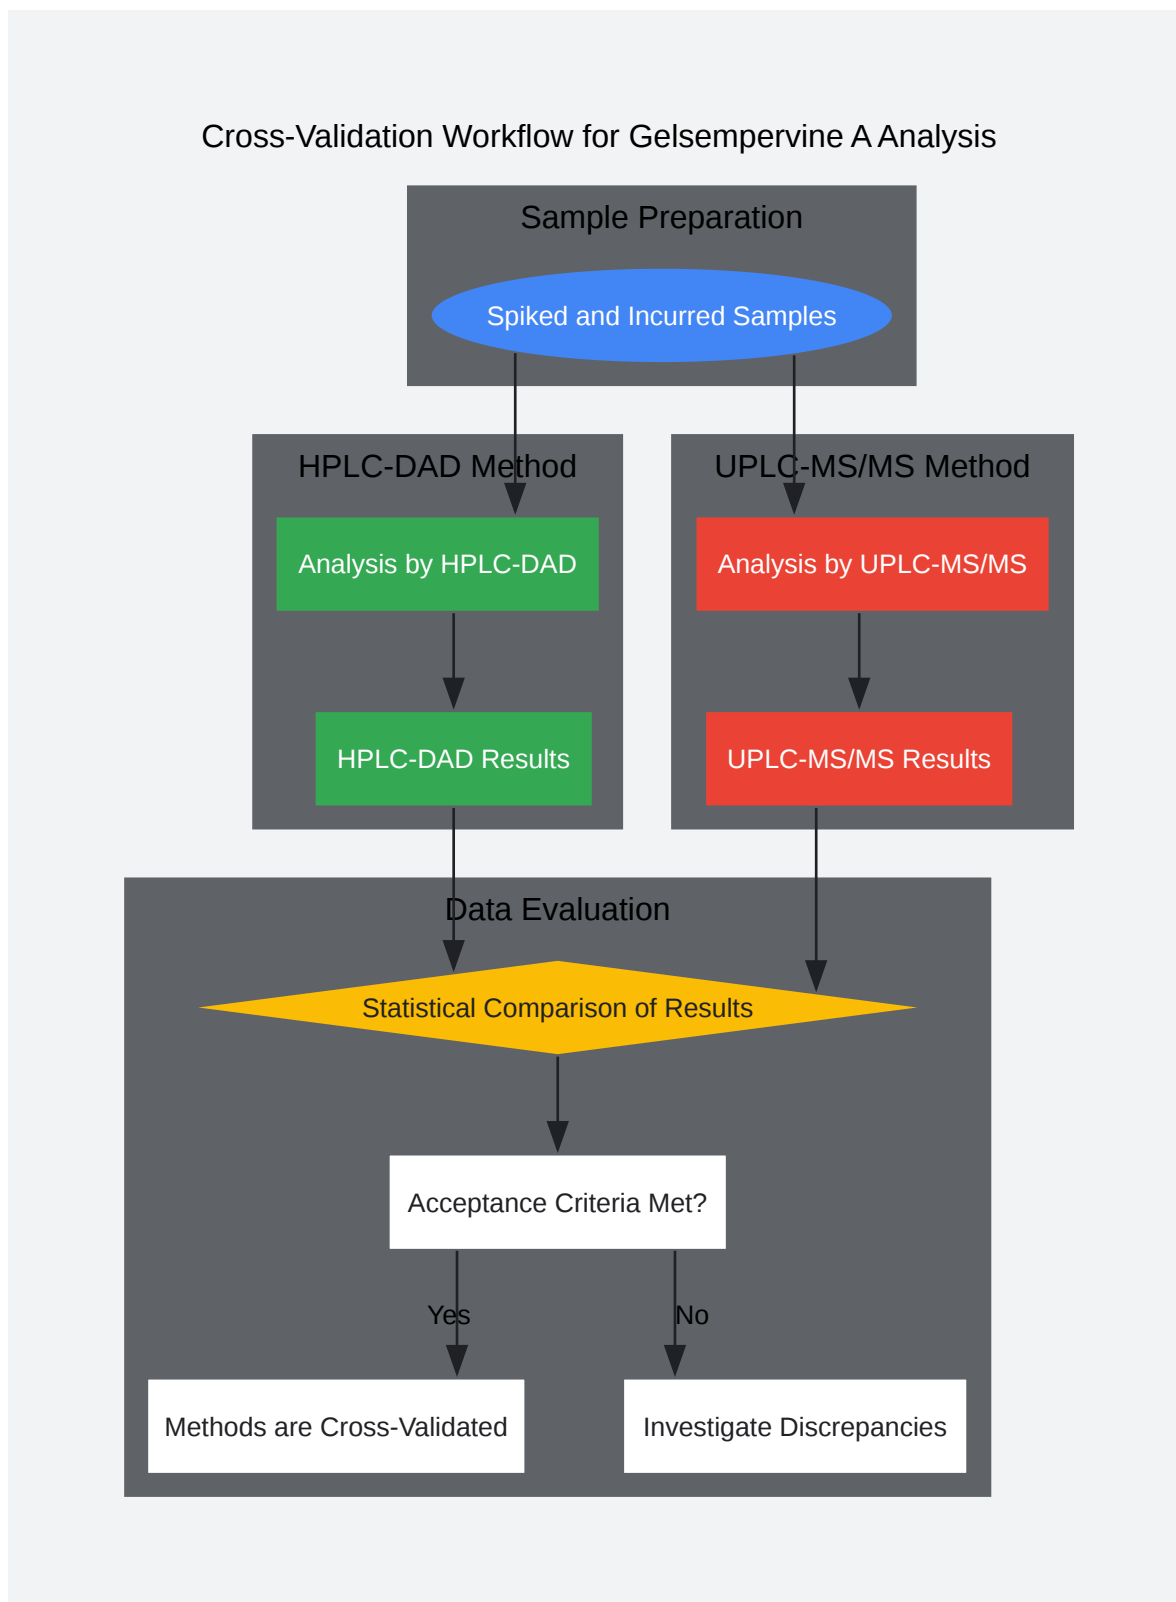 Cross-Validation Workflow for Gelsempervine A Analysis
Sample Preparation
Spiked and Incurred Samples
HPLC-DAD Method
UPLC-MS/MS Method
Analysis by HPLC-DAD
Analysis by UPLC-MS/MS
HPLC-DAD Results
UPLC-MS/MS Results
Data Evaluation
Statistical Comparison of Results
Acceptance Criteria Met?
Yes
No
Methods are Cross-Validated
Investigate Discrepancies